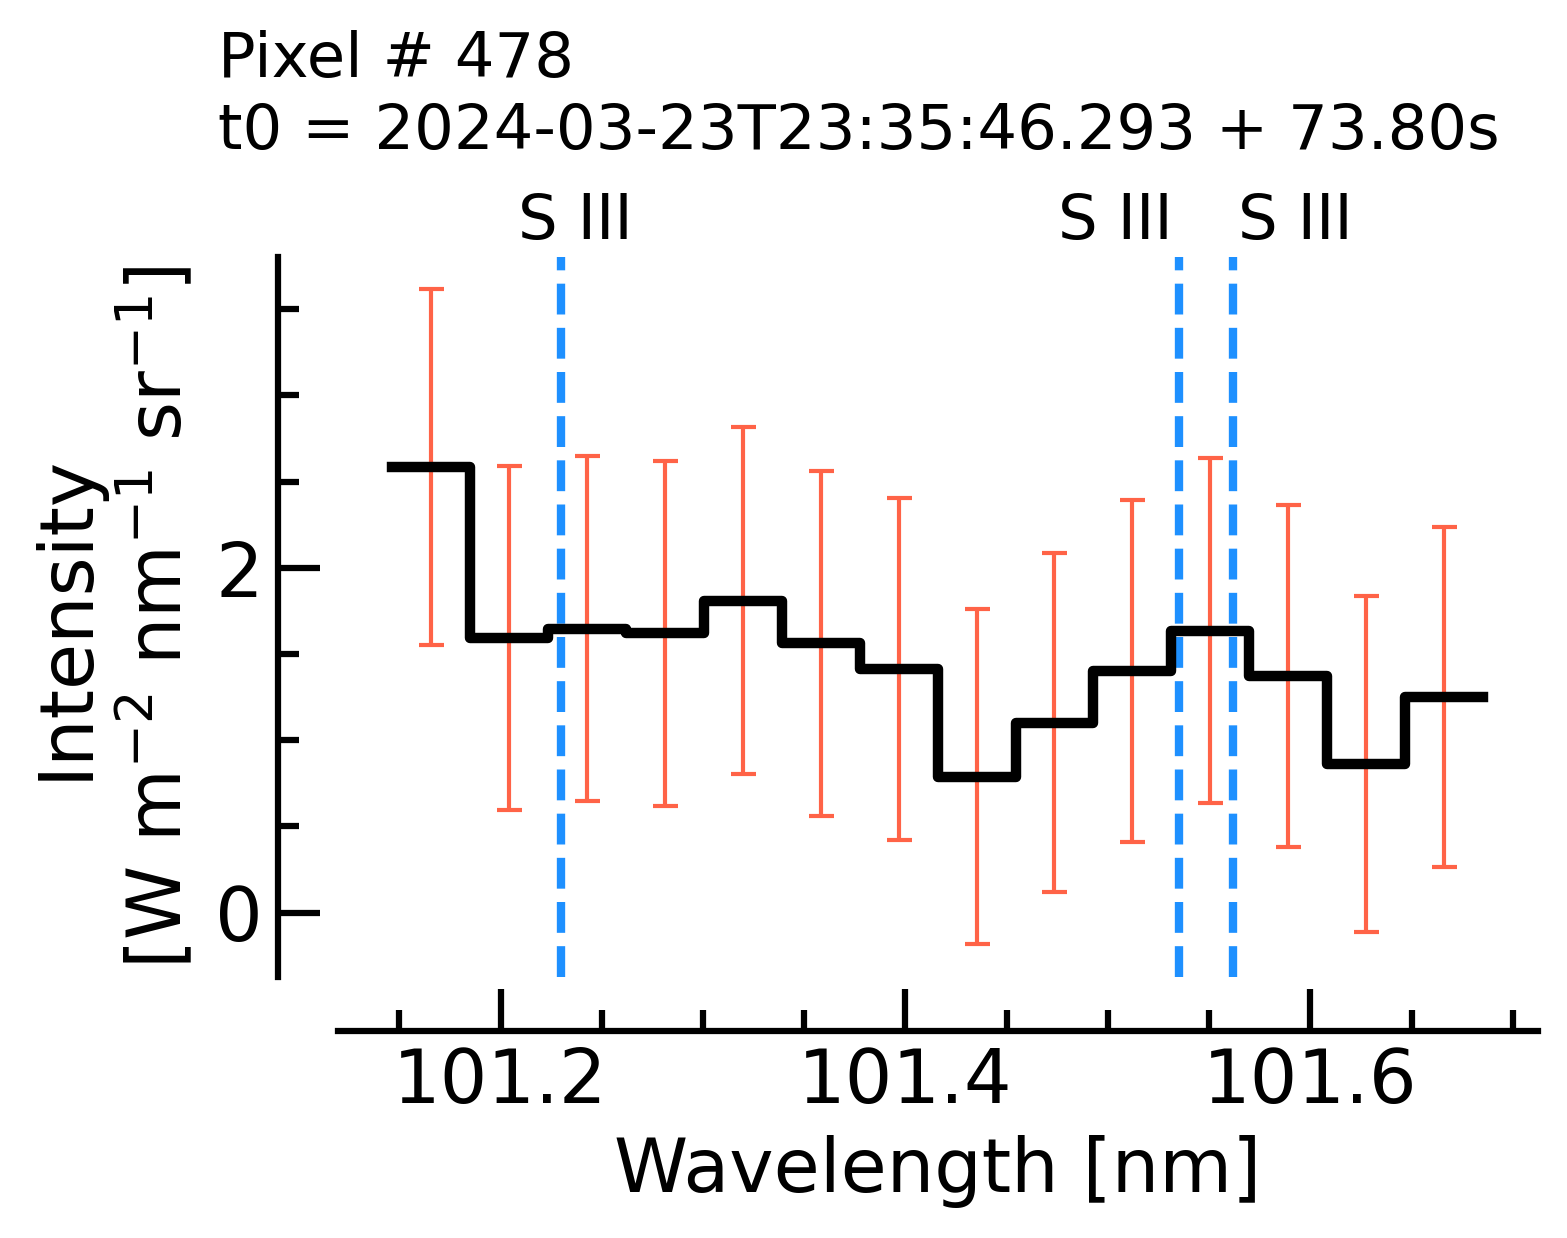 Pixel # 478
t0 = 2024-03-23T23:35:46.293 + 73.80s
S III S III S III
Intensity
[W m⁻² nm⁻¹ sr⁻¹]
2
0
101.2 101.4 101.6
Wavelength [nm]